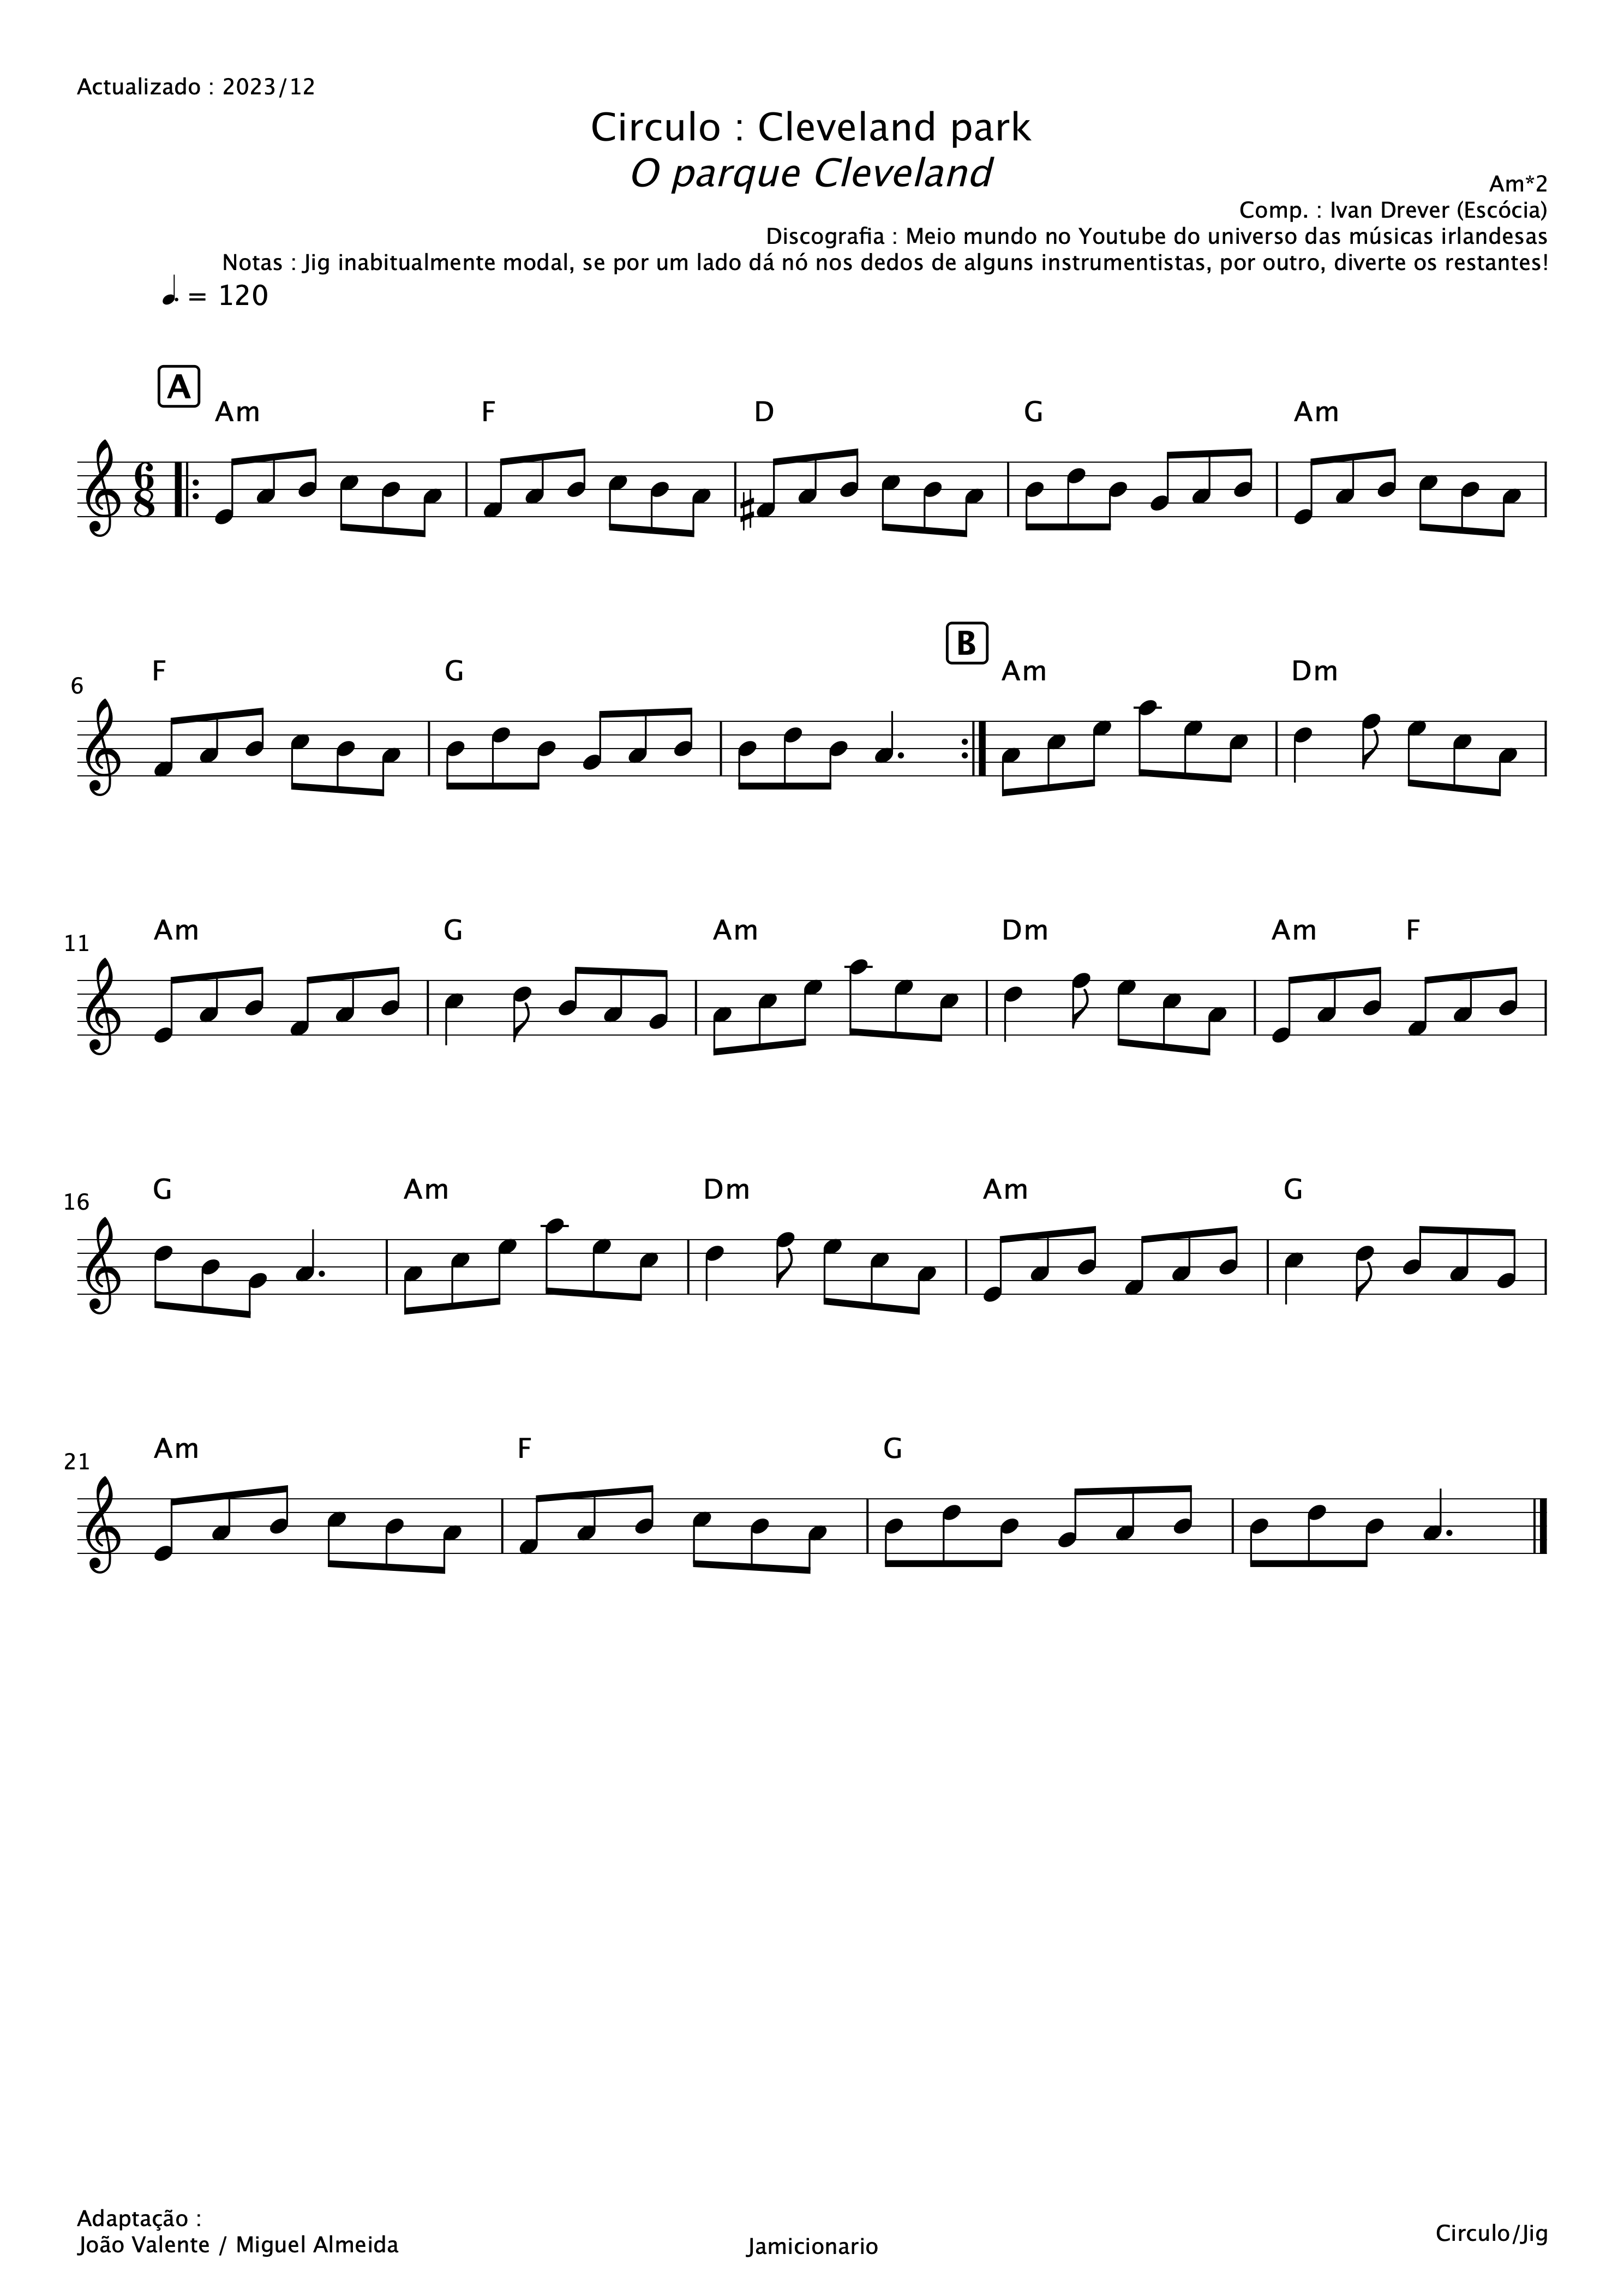 Actualizado : 2023/12
Circulo : Cleveland park
O parque Cleveland
Am*2
Comp. : Ivan Drever (Escócia)
Discografia : Meio mundo no Youtube do universo das músicas irlandesas
Notas : Jig inabitualmente modal, se por um lado dá nó nos dedos de alguns instrumentistas, por outro, diverte os restantes!
= 120
A
Am F D G Am
6 8
B
F G Am Dm
6
Am G Am Dm Am F
11
G Am Dm Am G
16
Am F G
21
Adaptação :
João Valente / Miguel Almeida
Jamicionario
Circulo/Jig